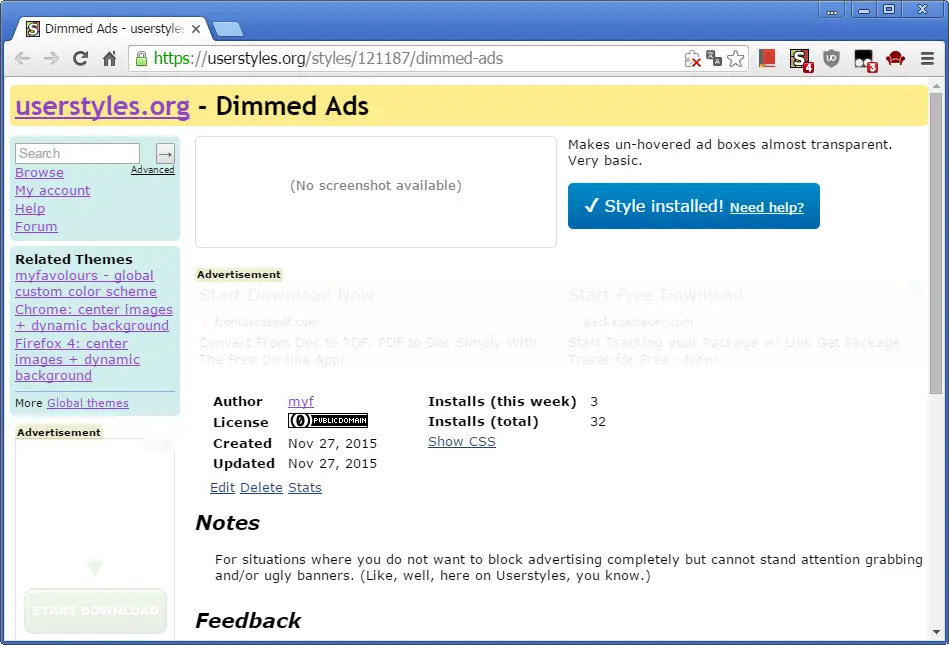 Dimmed Ads - userstyles
https://userstyles.org/styles/121187/dimmed-ads
4
3
userstyles.org - Dimmed Ads
Search
→
Advanced
Browse
My account
Help
Forum
Related Themes
myfavolours - global
custom color scheme
Chrome: center images
+ dynamic background
Firefox 4: center
images + dynamic
background
More Global themes
Advertisement
START DOWNLOAD
(No screenshot available)
Makes un-hovered ad boxes almost transparent.
Very basic.
✓ Style installed! Need help?
Advertisement
Start Download Now
fromdoctopdf.com
Convert From Doc to PDF, PDF to Doc Simply With
The Free On-line App!
Start Free Download
packagetracer.com
Start Tracking your Package w/ Link Get Package
Tracer for Free - Now!
Author myf
License (0) PUBLIC DOMAIN
Created Nov 27, 2015
Updated Nov 27, 2015
Edit Delete Stats
Installs (this week) 3
Installs (total) 32
Show CSS
Notes
For situations where you do not want to block advertising completely but cannot stand attention grabbing
and/or ugly banners. (Like, well, here on Userstyles, you know.)
Feedback